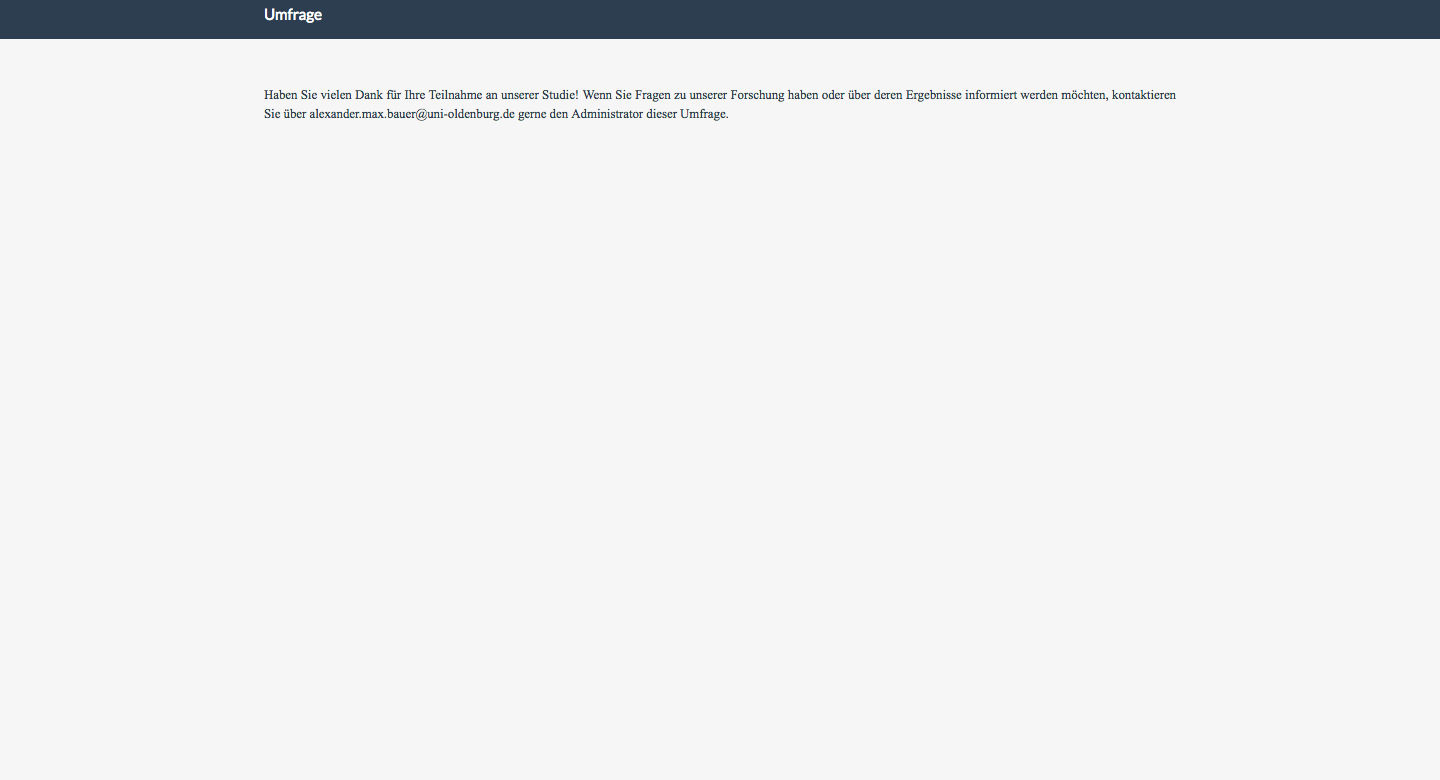 Umfrage
Haben Sie vielen Dank für Ihre Teilnahme an unserer Studie! Wenn Sie Fragen zu unserer Forschung haben oder über deren Ergebnisse informiert werden möchten, kontaktieren
Sie über alexander.max.bauer@uni-oldenburg.de gerne den Administrator dieser Umfrage.